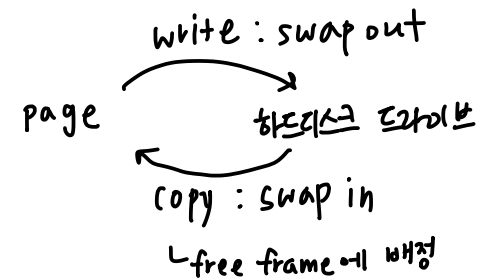 write : swap out
page 하드디스크 드라이브
copy : swap in
└free frame에 배정